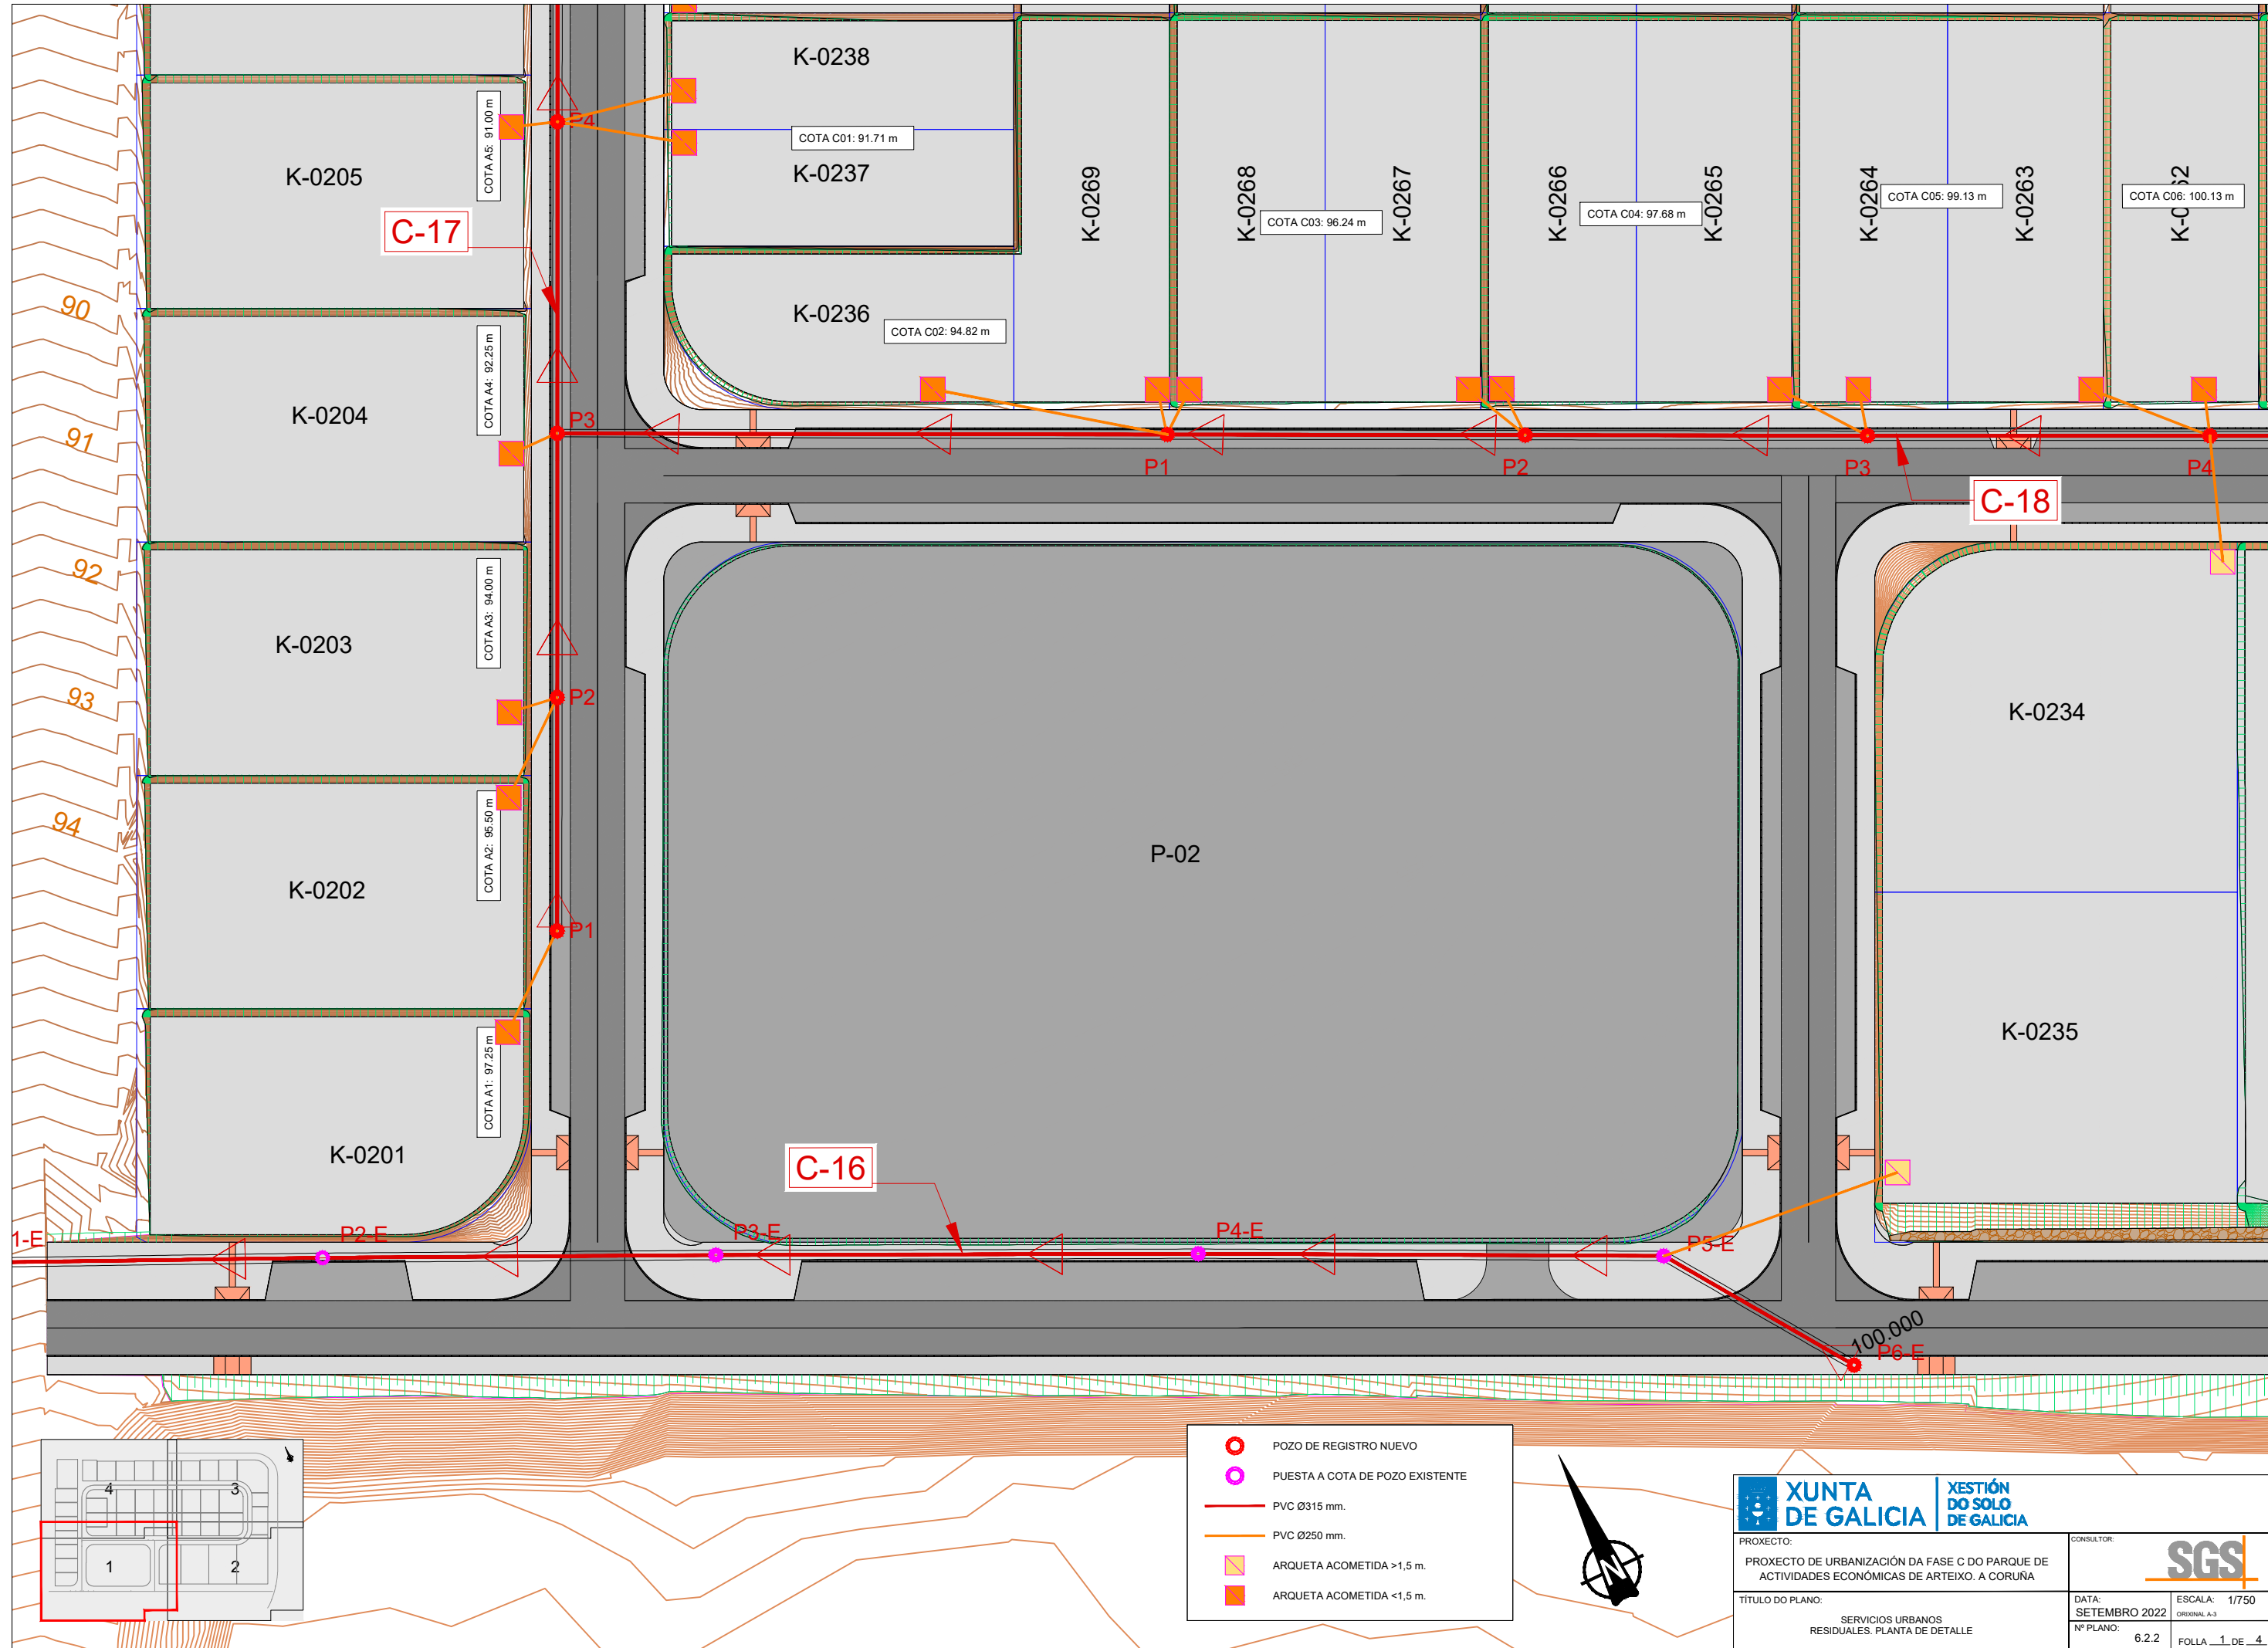 K-0238
COTA C01: 91.71 m
K-0237
K-0236
COTA C02: 94.82 m
K-0269
K-0268
COTA C03: 96.24 m
K-0267
K-0266
COTA C04: 97.68 m
K-0265
K-0264
COTA C05: 99.13 m
K-0263
COTA C06: 100.13 m
K-0205
COTA A5: 91.00 m
P4
C-17
90
K-0204
COTA A4: 92.25 m
P3
91
P1
P2
P3
P4
C-18
92
K-0203
COTA A3: 94.00 m
P2
93
K-0202
COTA A2: 95.50 m
94
P1
P-02
K-0234
K-0235
K-0201
COTA A1: 97.25 m
C-16
1-E
P2-E
P3-E
P4-E
P5-E
100.000
P6-E
4
3
1
2
POZO DE REGISTRO NUEVO
PUESTA A COTA DE POZO EXISTENTE
PVC Ø315 mm.
PVC Ø250 mm.
ARQUETA ACOMETIDA >1,5 m.
ARQUETA ACOMETIDA <1,5 m.
XUNTA
DE GALICIA
XESTIÓN
DO SOLO
DE GALICIA
PROXECTO:
PROXECTO DE URBANIZACIÓN DA FASE C DO PARQUE DE
ACTIVIDADES ECONÓMICAS DE ARTEIXO. A CORUÑA
CONSULTOR:
SGS
TÍTULO DO PLANO:
SERVICIOS URBANOS
RESIDUALES. PLANTA DE DETALLE
DATA:
SETEMBRO 2022
ESCALA: 1/750
ORIXINAL A-3
Nº PLANO:
6.2.2
FOLLA 1 DE 4